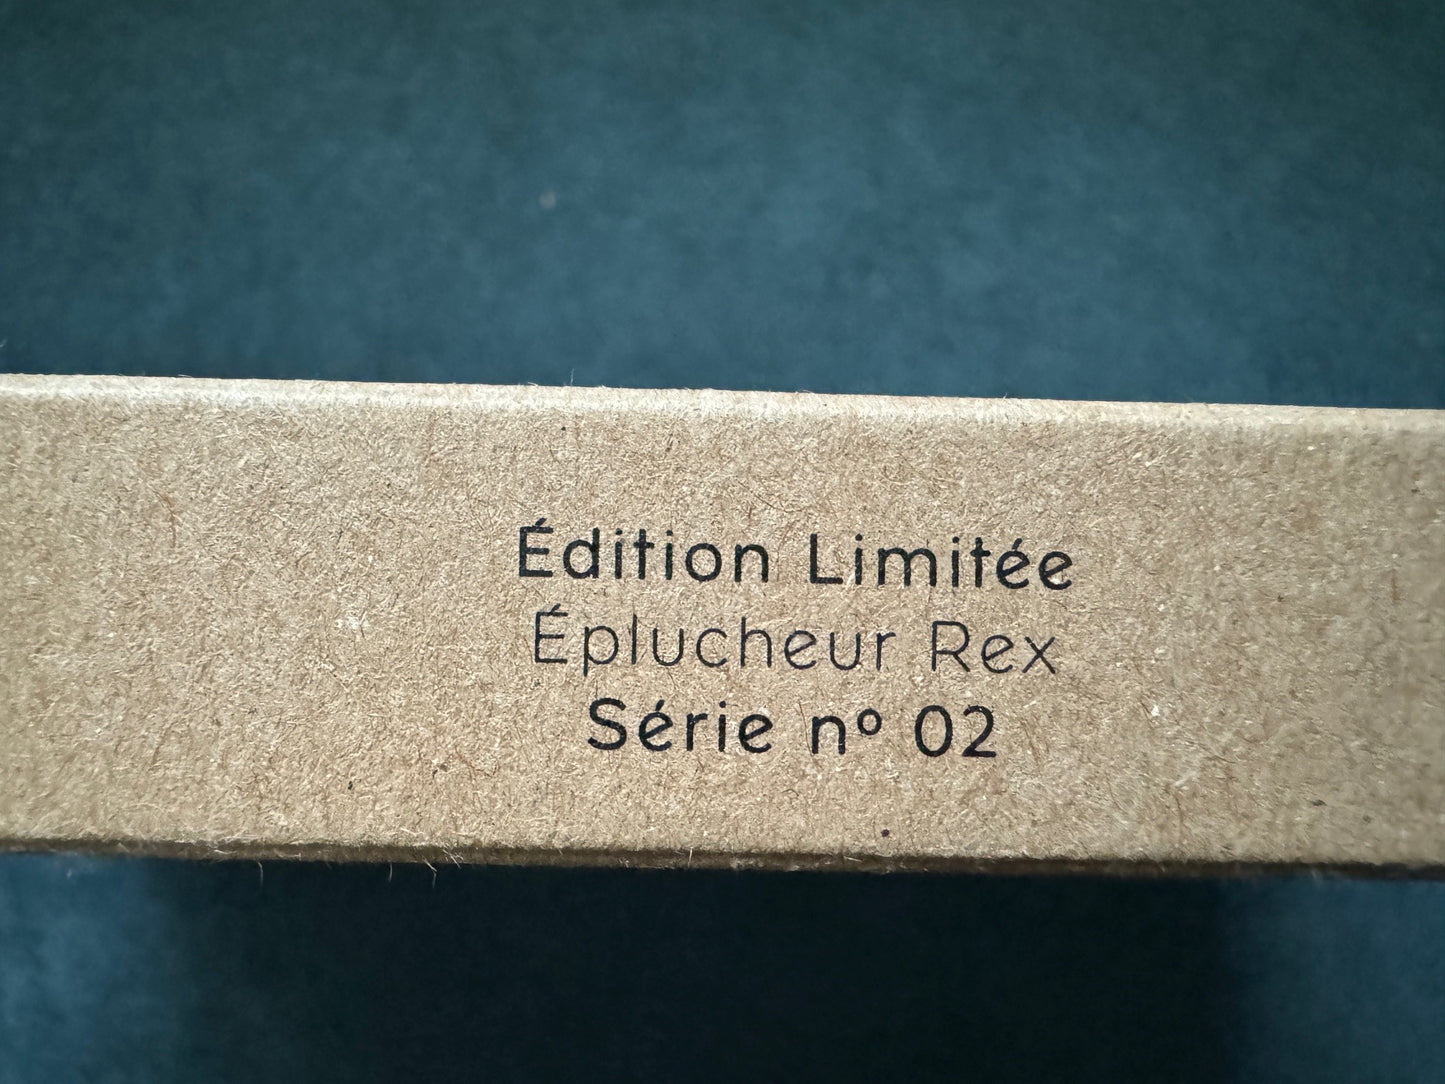 Édition Limitée
Éplucheur Rex
Série nº 02